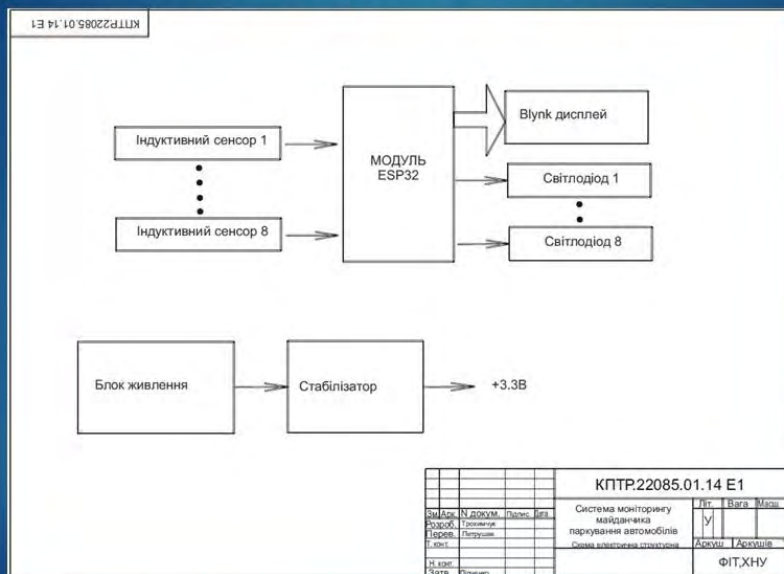 КПТР.22085.01.14 Е1
Індуктивний сенсор 1
Індуктивний сенсор 8
МОДУЛЬ
ESP32
Blynk дисплей
Світлодіод 1
Світлодіод 8
Блок живлення
Стабілізатор
+3.3В
КПТР.22085.01.14 Е1
Система моніторингу
майданчика
паркування автомобілів
Схема електрична структурна
Літ. Вага Масш.
У
Аркуш Аркушів
ФІТ,ХНУ
Зм Арк. N докум. Підпис Дата
Розроб. Трохимчук
Перев. Петрушак
Т. конт.
Н. конт.
Затв.